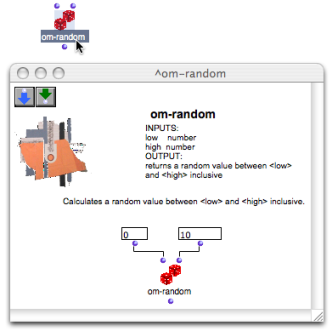 om-random
^om-random
om-random
INPUTS:
low number
high number
OUTPUT:
returns a random value between <low>
and <high> inclusive
Calculates a random value between <low> and <high> inclusive.
0 10
om-random